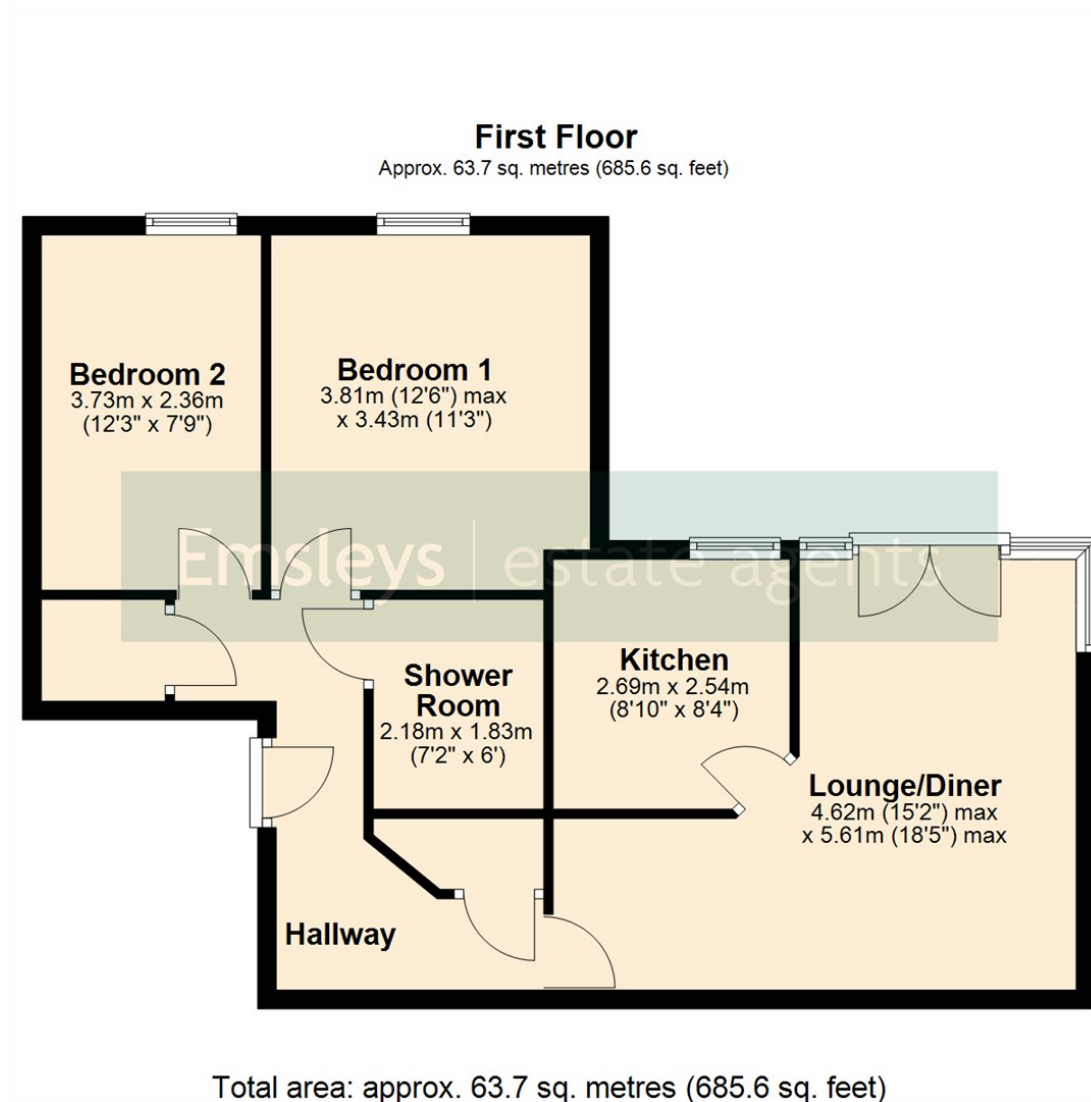 First Floor
Approx. 63.7 sq. metres (685.6 sq. feet)
Bedroom 2
3.73m x 2.36m
(12'3" x 7'9")
Bedroom 1
3.81m (12'6") max
x 3.43m (11'3")
Emsleys | estate agents
Shower
Room
2.18m x 1.83m
(7'2" x 6')
Kitchen
2.69m x 2.54m
(8'10" x 8'4")
Lounge/Diner
4.62m (15'2") max
x 5.61m (18'5") max
Hallway
Total area: approx. 63.7 sq. metres (685.6 sq. feet)